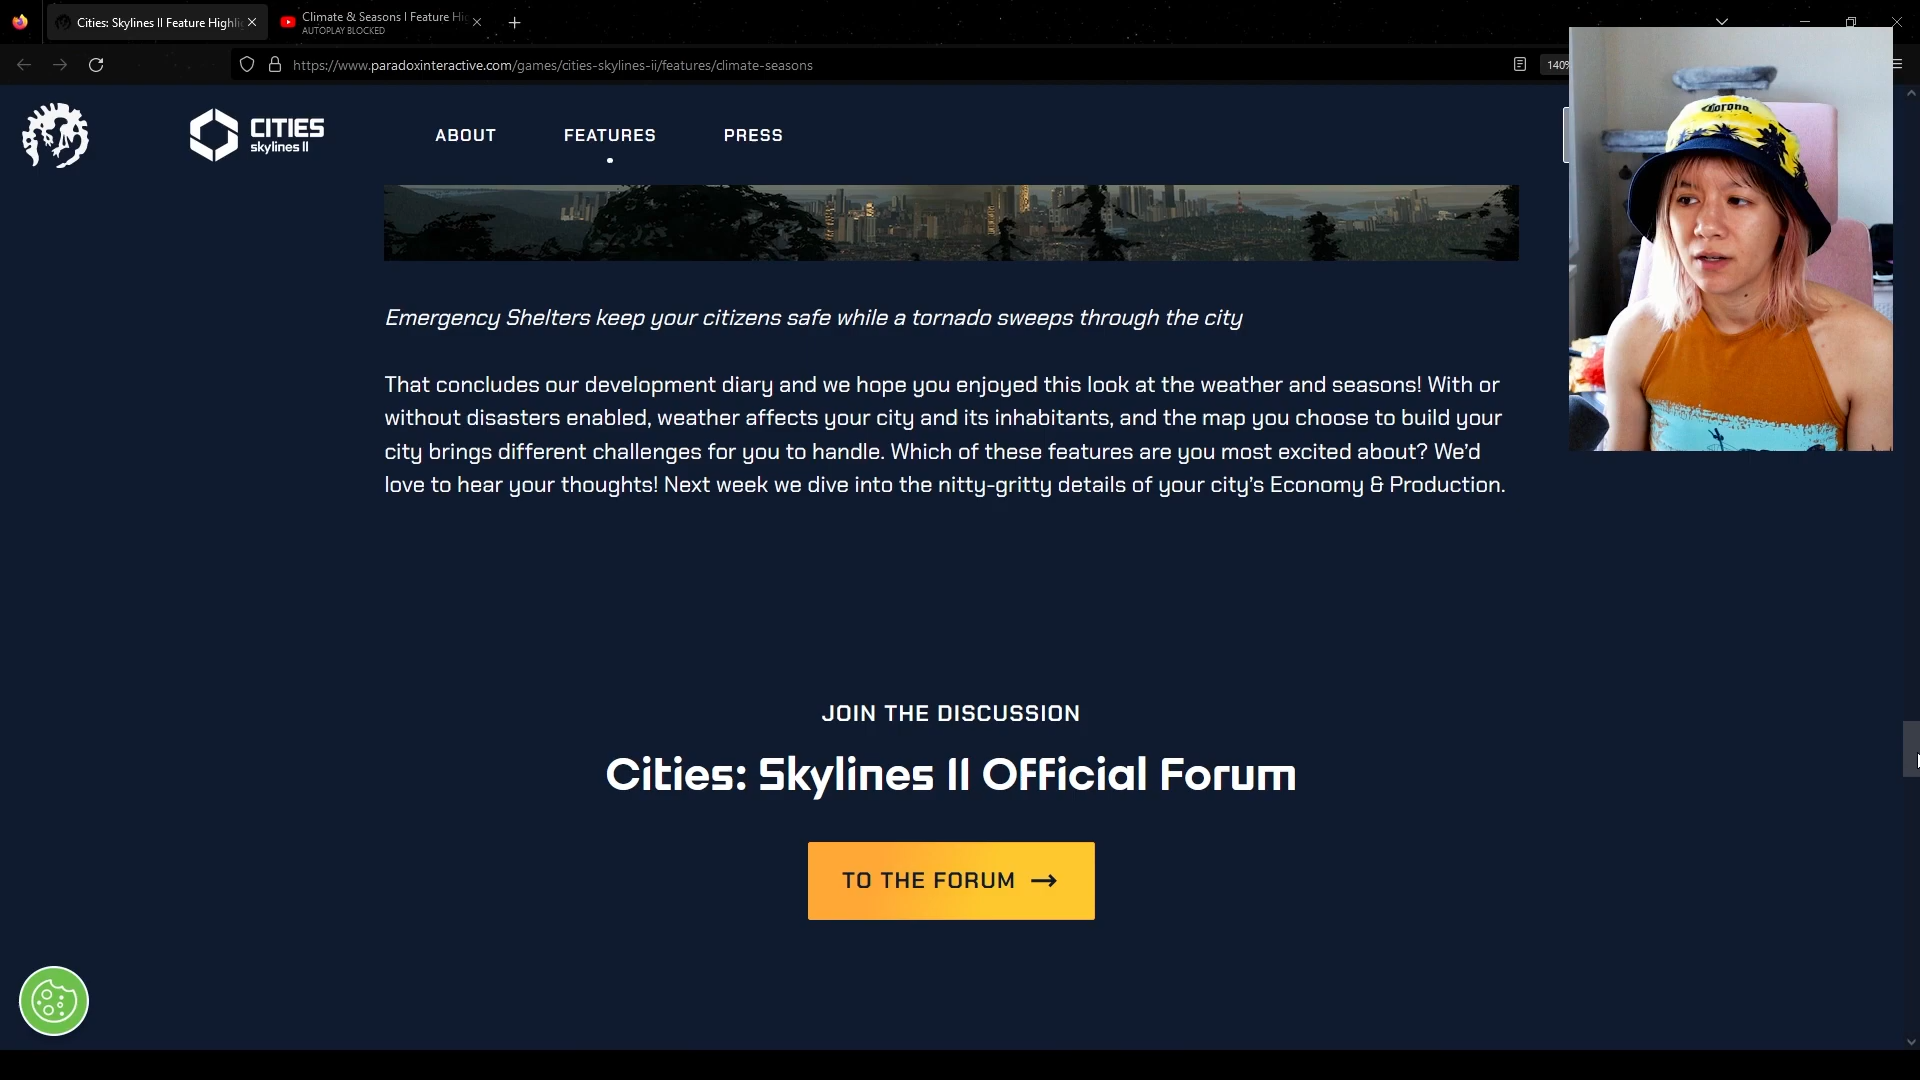 Cities: Skylines II Feature Highli
Climate & Seasons I Feature Hig
AUTOPLAY BLOCKED
https://www.paradoxinteractive.com/games/cities-skylines-ii/features/climate-seasons
140%
Corona
CITIES
skylines II
ABOUT
FEATURES
PRESS
Emergency Shelters keep your citizens safe while a tornado sweeps through the city
That concludes our development diary and we hope you enjoyed this look at the weather and seasons! With or
without disasters enabled, weather affects your city and its inhabitants, and the map you choose to build your
city brings different challenges for you to handle. Which of these features are you most excited about? We’d
love to hear your thoughts! Next week we dive into the nitty-gritty details of your city’s Economy & Production.
JOIN THE DISCUSSION
Cities: Skylines II Official Forum
TO THE FORUM →